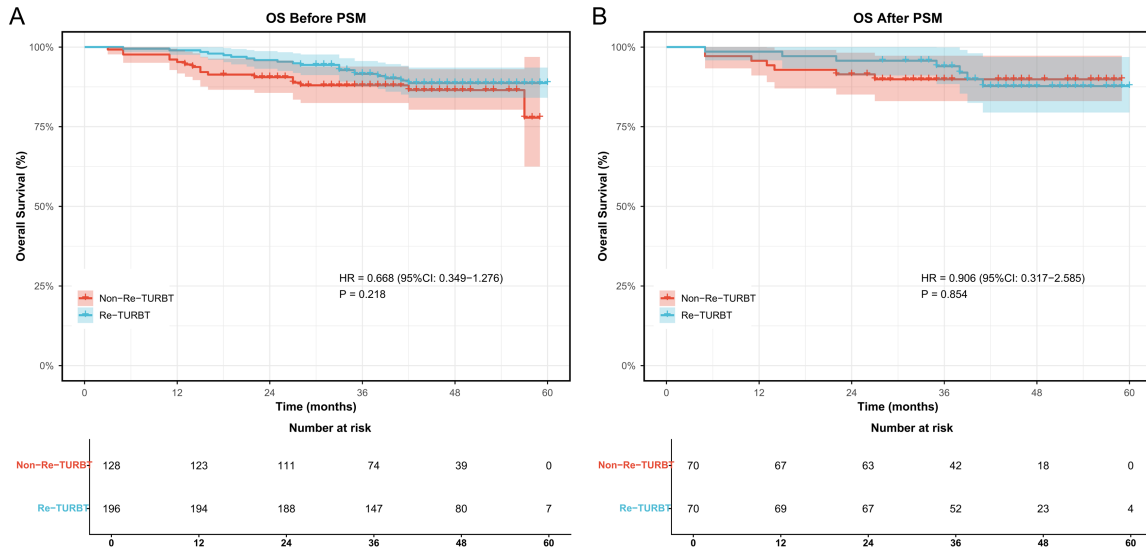 A
OS Before PSM
Overall Survival (%)
100%
75%
50%
25%
0%
HR = 0.668 (95%CI: 0.349−1.276)
P = 0.218
Non−Re−TURBT
Re−TURBT
0 12 24 36 48 60
Time (months)
Number at risk
Non−Re−TURBT 128 123 111 74 39 0
Re−TURBT 196 194 188 147 80 7
0 12 24 36 48 60
B
OS After PSM
Overall Survival (%)
100%
75%
50%
25%
0%
HR = 0.906 (95%CI: 0.317−2.585)
P = 0.854
Non−Re−TURBT
Re−TURBT
0 12 24 36 48 60
Time (months)
Number at risk
Non−Re−TURBT 70 67 63 42 18 0
Re−TURBT 70 69 67 52 23 4
0 12 24 36 48 60